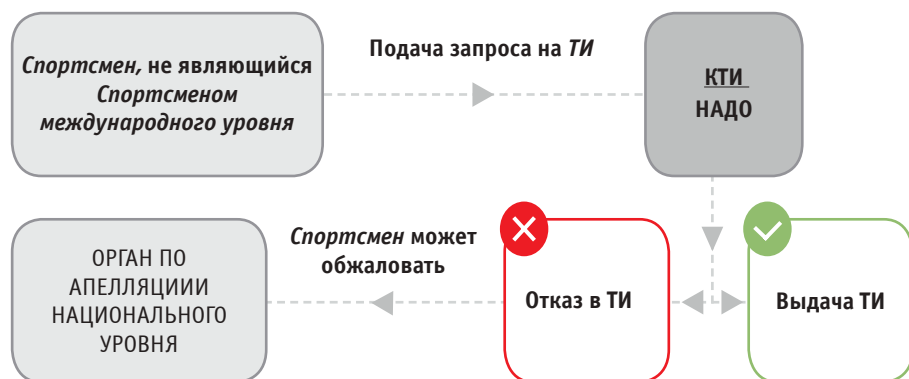 Спортсмен, не являющийся
Спортсменом
международного уровня
Подача запроса на ТИ
КТИ
НАДО
ОРГАН ПО
АПЕЛЛЯЦИИИ
НАЦИОНАЛЬНОГО
УРОВНЯ
Спортсмен может
обжаловать
Отказ в ТИ
Выдача ТИ